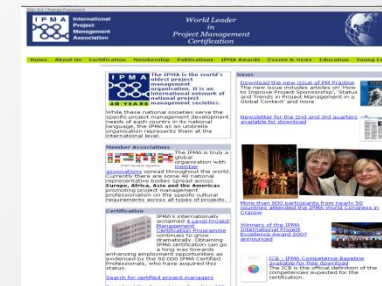 Sign In | Change Password
IPMA
International
Project
Management
Association
World Leader
in
Project Management
Certification
Home About Us Certification Membership Publications IPMA Awards Events & News Education Young
IPMA
40 YEARS
The IPMA is the world's
oldest project
management
organisation. It is an
international network of
national project
management societies.
While these national societies serve the
specific project management development
needs of each country in its national
language, the IPMA as an umbrella
organisation represents them at the
international level.
Member Associations
The IPMA is truly a
global
organisation with
member
associations spread throughout the world.
Currently there are some 40 national
representative bodies spread across
Europe, Africa, Asia and the Americas
promoting project management
professionalism on the specific cultural
requirements across all types of projects.
Certification
IPMA's internationally
acclaimed 4 Level Project
Management
Certification Programme
continues to grow
dramatically. Obtaining
IPMA certification can go
a long way towards
enhancing employment opportunities as
evidenced by the 50 000 IPMA Certified
Professionals, who have acquired this
status.
Search for certified project managers
News
Download the new issue of PM Practice
The new issue includes articles on 'How
to Improve Project Sponsorship', 'Status
and Trends in Project Management in a
Global Context' and more
Newsletter for the 2nd and 3rd quarters
available for download
More than 600 participants from nearly 50
countries attended the IPMA World Congress in
Cracow
Winners of the IPMA
International Project
Excellence Award 2007
announced
ICB - IPMA Competence Baseline
available for free download
The ICB is the official definition of the
competencies expected for the
certification.